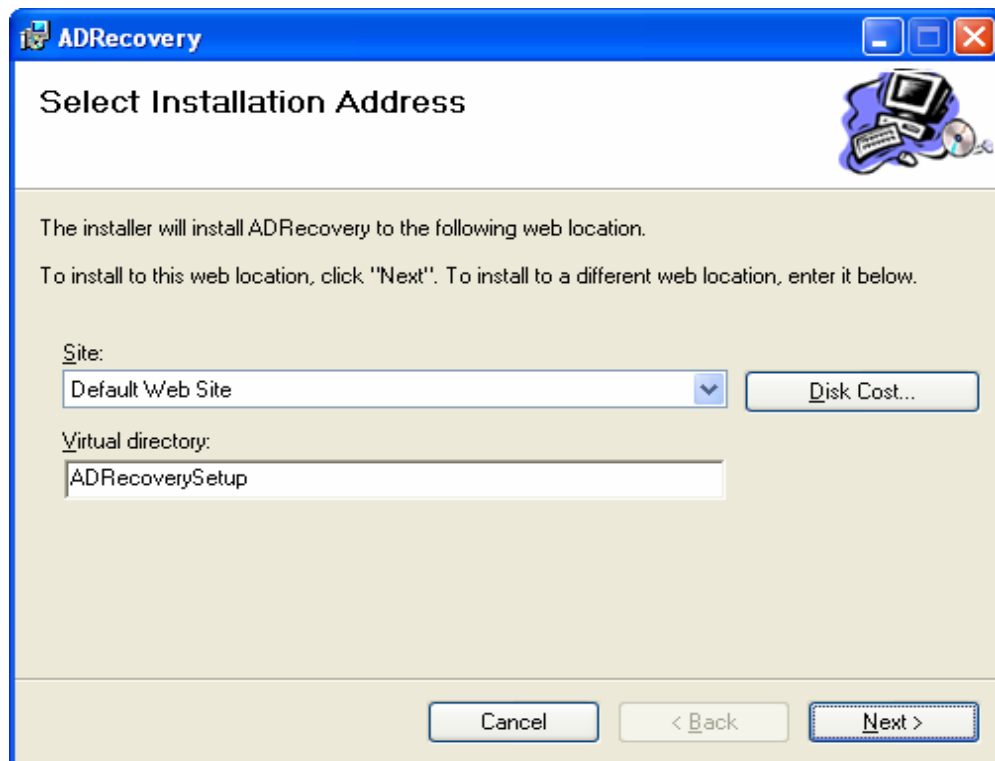 ADRecovery
Select Installation Address
The installer will install ADRecovery to the following web location.
To install to this web location, click "Next". To install to a different web location, enter it below.
Site:
Default Web Site
Disk Cost...
Virtual directory:
ADRecoverySetup
Cancel
< Back
Next >